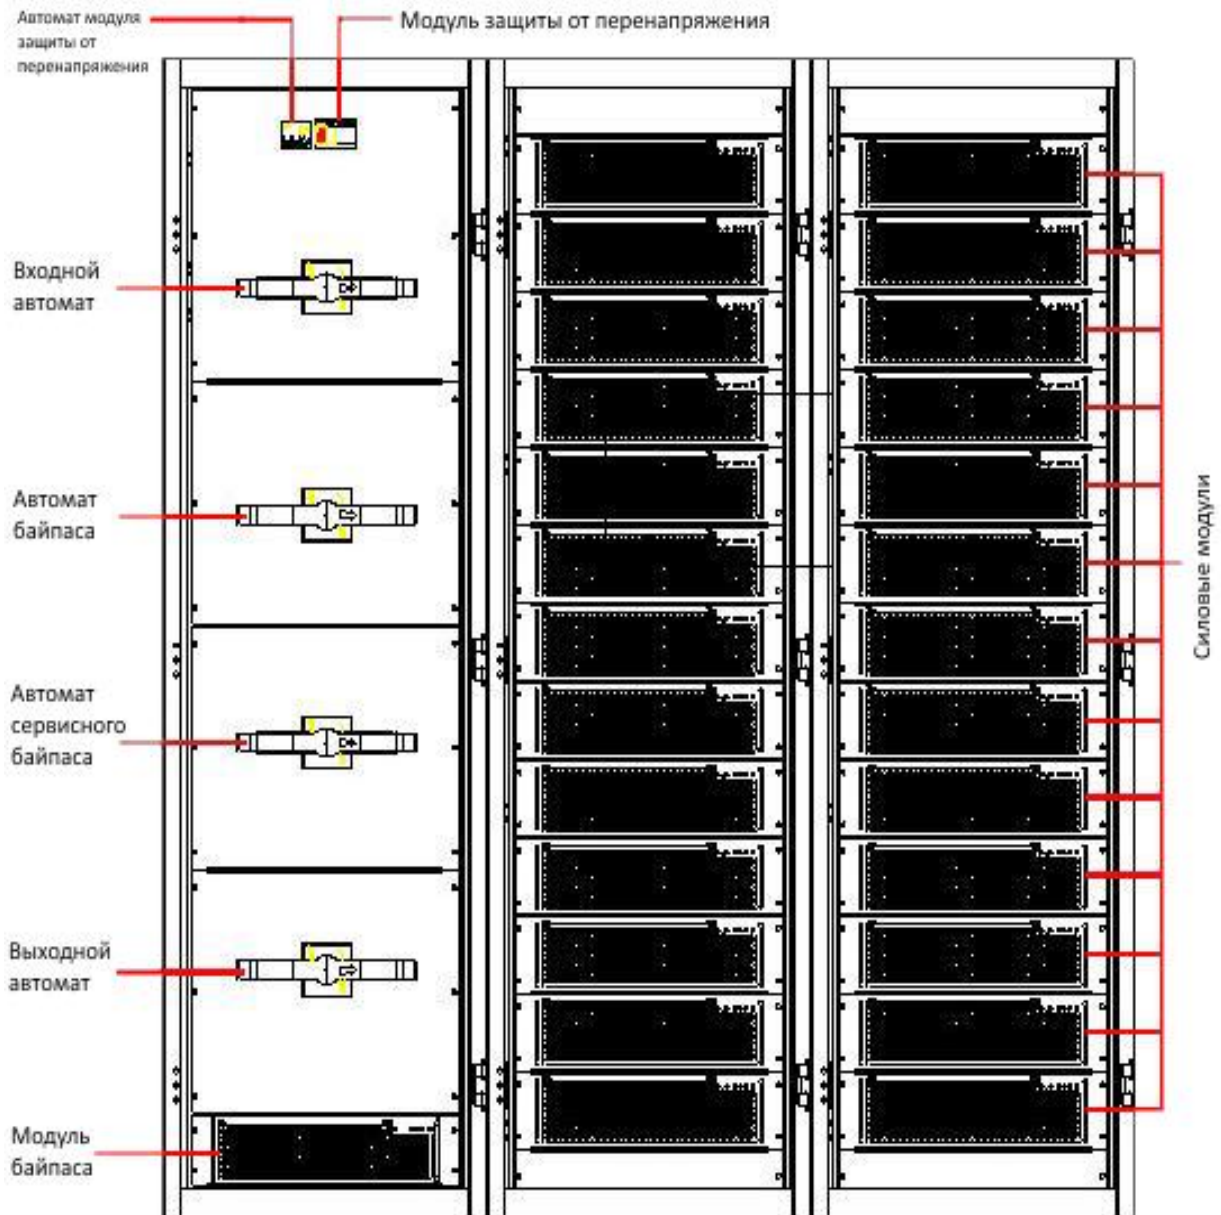 Автомат модуля
защиты от
перенапряжения
Модуль защиты от перенапряжения
Входной
автомат
Автомат
байпаса
Автомат
сервисного
байпаса
Выходной
автомат
Модуль
байпаса
Силовые модули